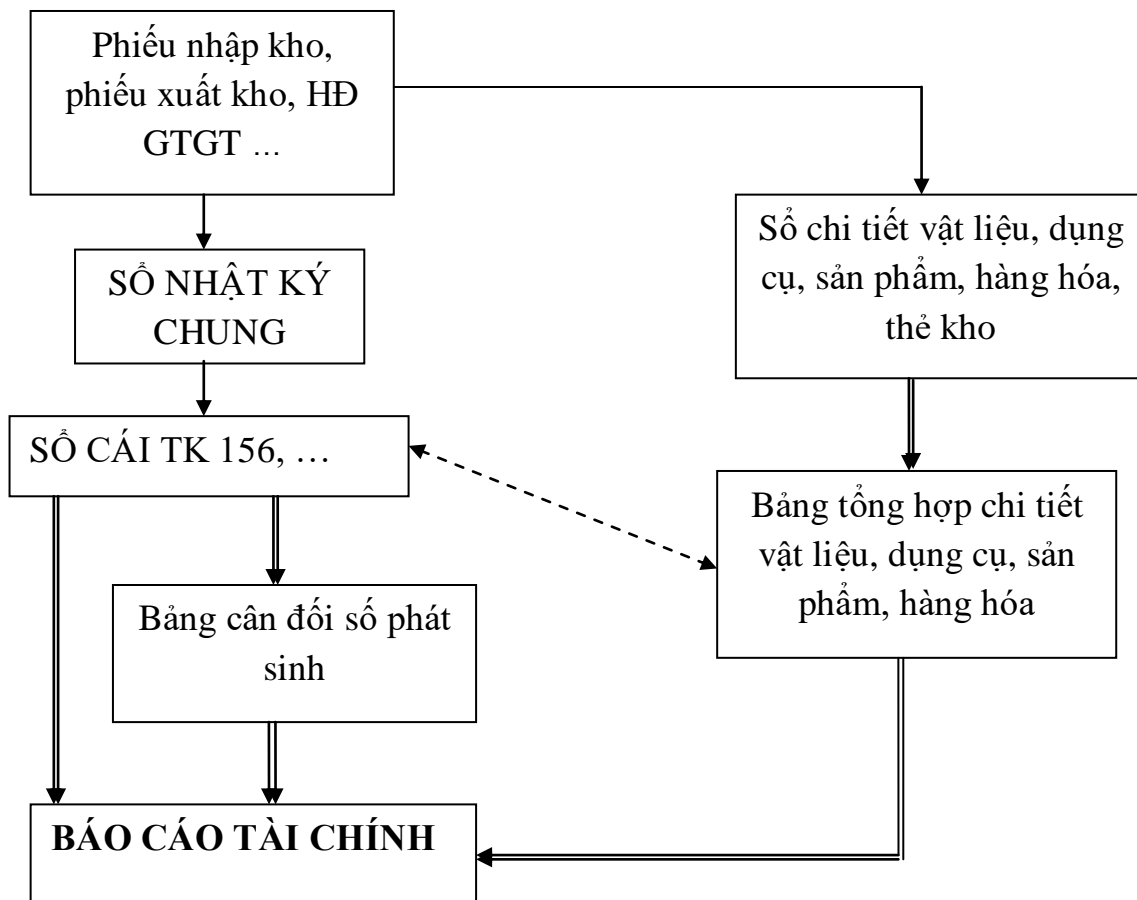 Phiếu nhập kho,
phiếu xuất kho, HĐ
GTGT …
SỔ NHẬT KÝ
CHUNG
SỔ CÁI TK 156, …
Bảng cân đối số phát
sinh
BÁO CÁO TÀI CHÍNH
Sổ chi tiết vật liệu, dụng
cụ, sản phẩm, hàng hóa,
thẻ kho
Bảng tổng hợp chi tiết
vật liệu, dụng cụ, sản
phẩm, hàng hóa